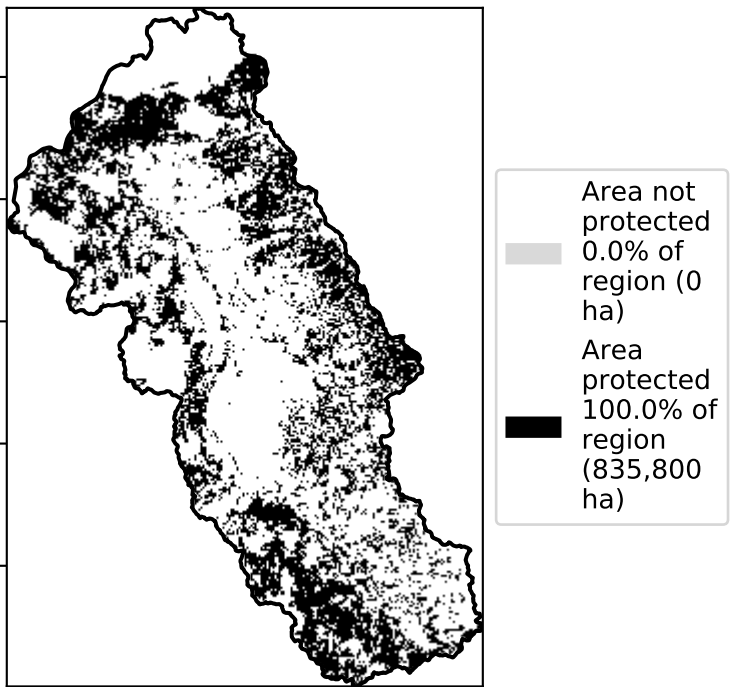 Area not
protected
0.0% of
region (0
ha)
Area
protected
100.0% of
region
(835,800
ha)